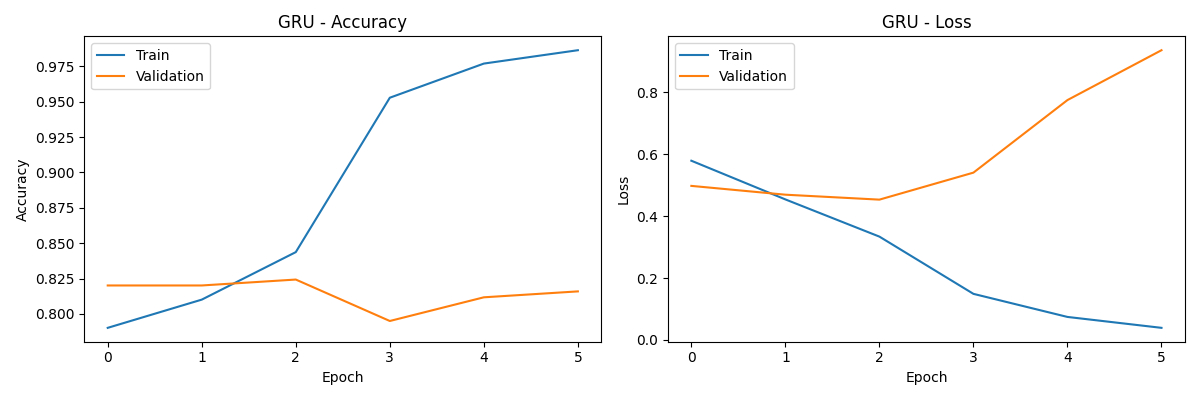 GRU - Accuracy
Train
Validation
0.975
0.950
0.925
0.900
0.875
0.850
0.825
0.800
Accuracy
0 1 2 3 4 5
Epoch
GRU - Loss
Train
Validation
0.8
0.6
0.4
0.2
0.0
Loss
0 1 2 3 4 5
Epoch